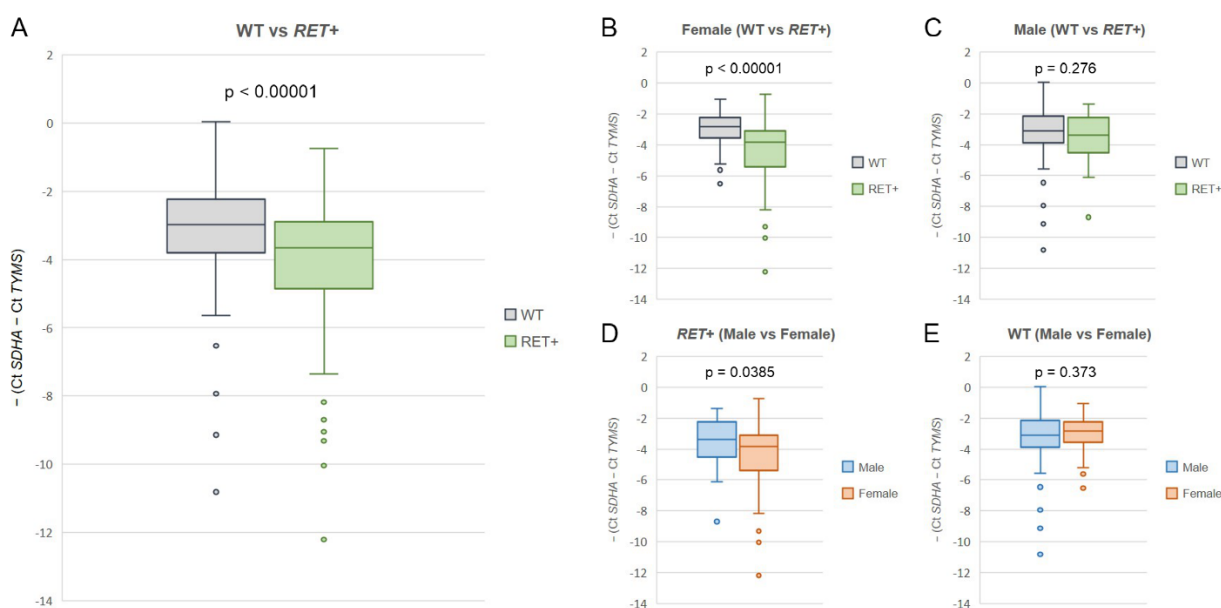 A
WT vs RET+
p < 0.00001
0
-2
-4
-6
-8
-10
-12
-14
− (Ct SDHA − Ct TYMS)
WT
RET+
B
Female (WT vs RET+)
p < 0.00001
0
-2
-4
-6
-8
-10
-12
-14
− (Ct SDHA − Ct TYMS)
WT
RET+
C
Male (WT vs RET+)
p = 0.276
0
-2
-4
-6
-8
-10
-12
-14
− (Ct SDHA − Ct TYMS)
WT
RET+
D
RET+ (Male vs Female)
p = 0.0385
0
-2
-4
-6
-8
-10
-12
-14
− (Ct SDHA − Ct TYMS)
Male
Female
E
WT (Male vs Female)
p = 0.373
0
-2
-4
-6
-8
-10
-12
-14
− (Ct SDHA − Ct TYMS)
Male
Female